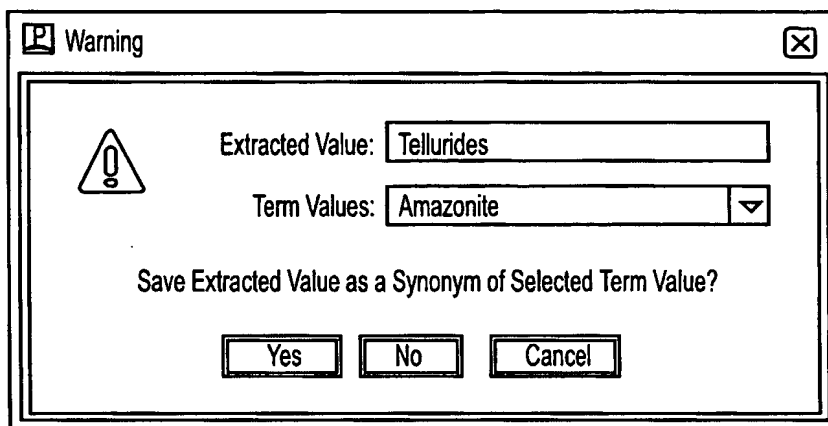 P Warning
Extracted Value: Tellurides
Term Values: Amazonite
Save Extracted Value as a Synonym of Selected Term Value?
Yes No Cancel